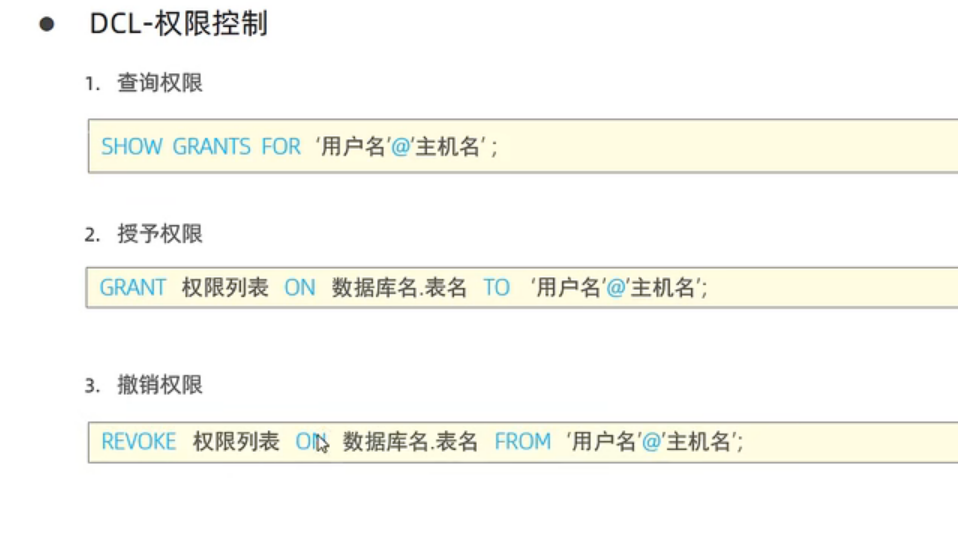 ● DCL-权限控制
1. 查询权限
SHOW GRANTS FOR '用户名'@'主机名' ;
2. 授予权限
GRANT 权限列表 ON 数据库名.表名 TO '用户名'@'主机名';
3. 撤销权限
REVOKE 权限列表 ON 数据库名.表名 FROM '用户名'@'主机名';